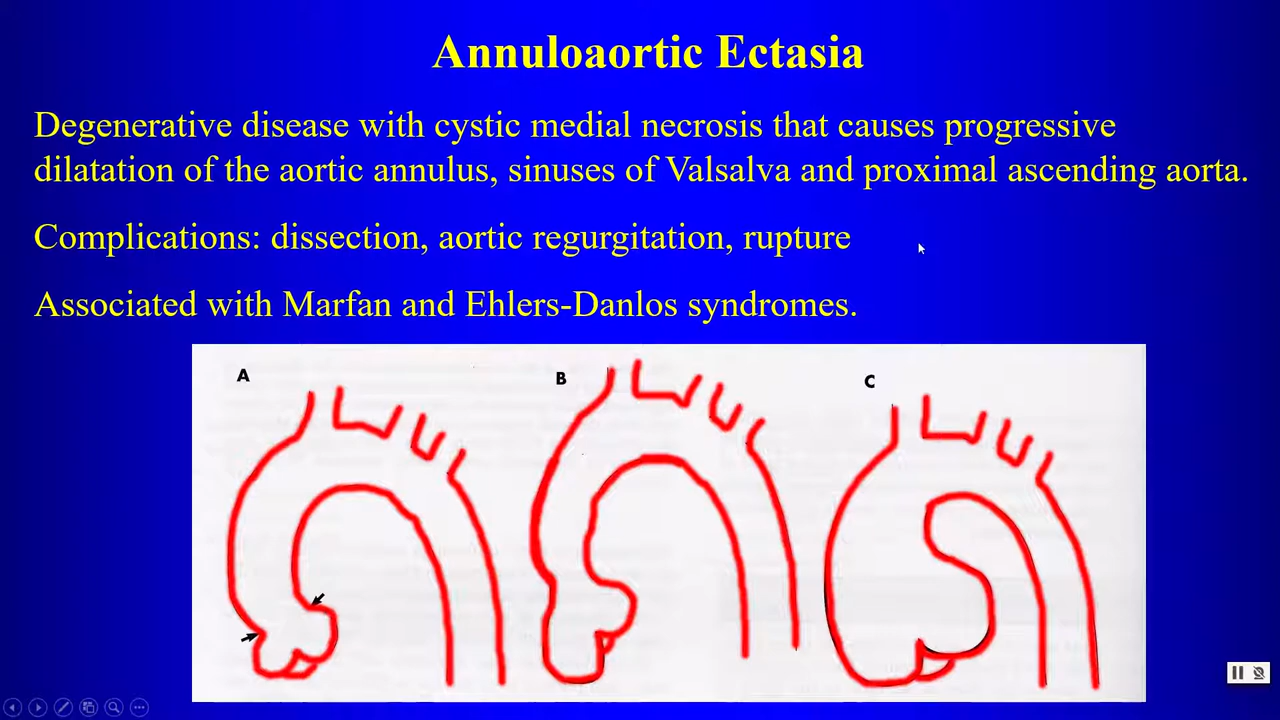 Annuloaortic Ectasia
Degenerative disease with cystic medial necrosis that causes progressive
dilatation of the aortic annulus, sinuses of Valsalva and proximal ascending aorta.
Complications: dissection, aortic regurgitation, rupture
Associated with Marfan and Ehlers-Danlos syndromes.
A B C